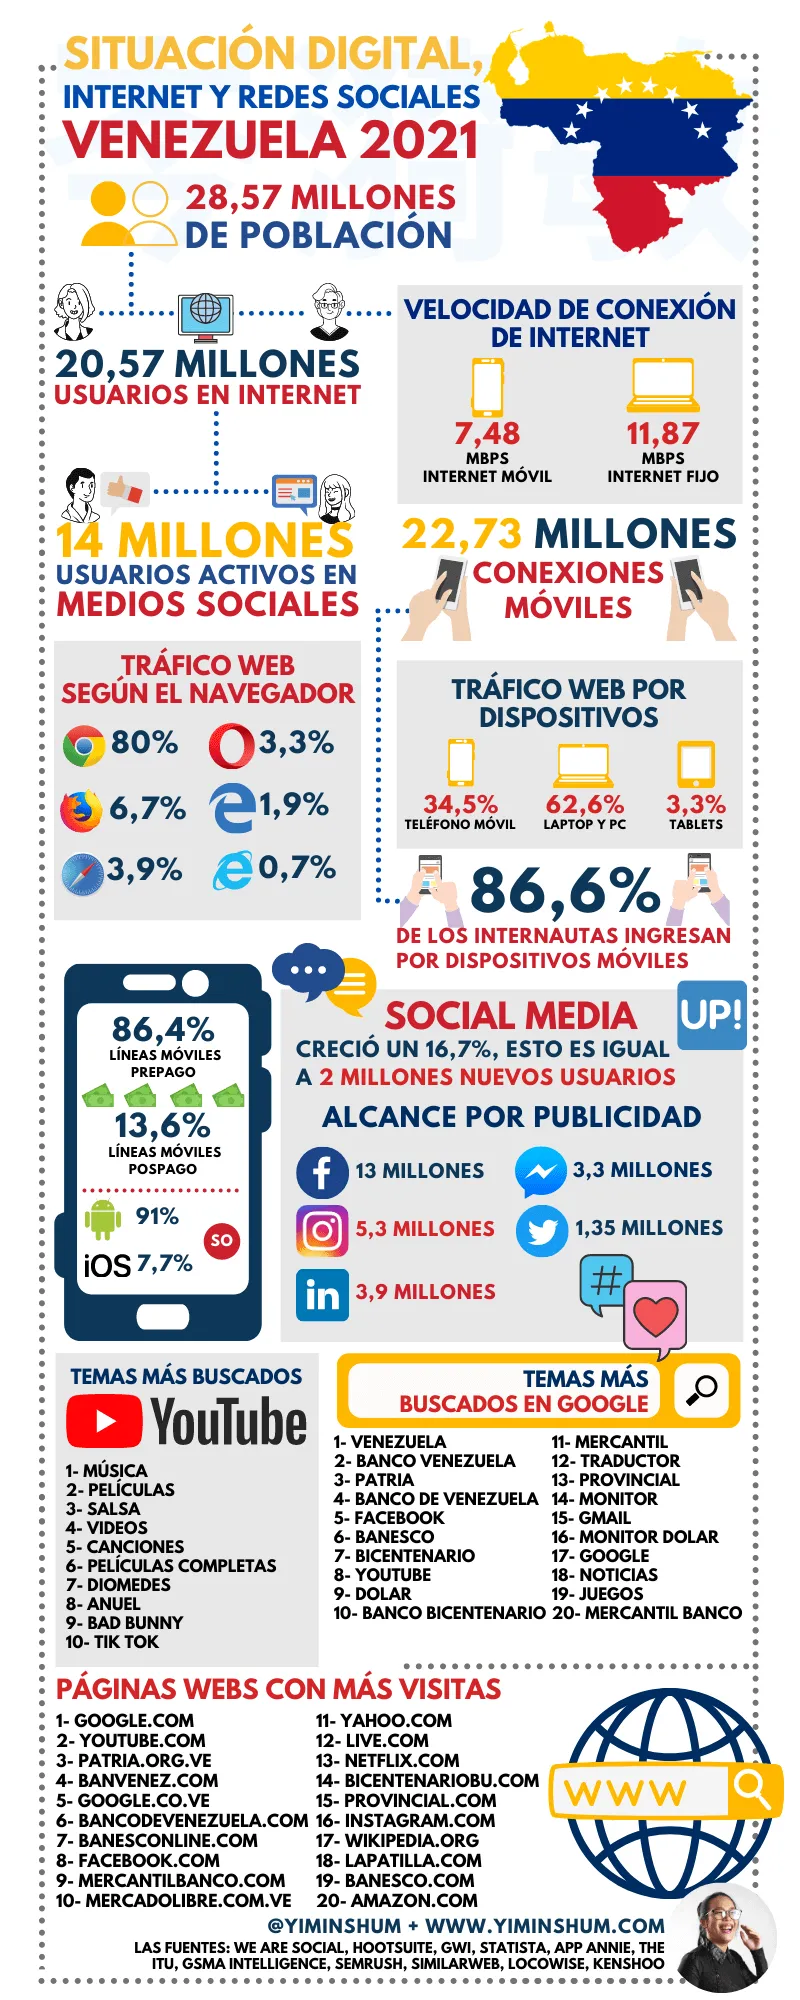 SITUACIÓN DIGITAL,
INTERNET Y REDES SOCIALES
VENEZUELA 2021
28,57 MILLONES
DE POBLACIÓN
20,57 MILLONES
USUARIOS EN INTERNET
VELOCIDAD DE CONEXIÓN
DE INTERNET
7,48
MBPS
INTERNET MÓVIL
11,87
MBPS
INTERNET FIJO
14 MILLONES
USUARIOS ACTIVOS EN
MEDIOS SOCIALES
22,73 MILLONES
CONEXIONES
MÓVILES
TRÁFICO WEB
SEGÚN EL NAVEGADOR
80%
3,3%
6,7%
1,9%
3,9%
0,7%
TRÁFICO WEB POR
DISPOSITIVOS
34,5%
TELÉFONO MÓVIL
62,6%
LAPTOP Y PC
3,3%
TABLETS
86,6%
DE LOS INTERNAUTAS INGRESAN
POR DISPOSITIVOS MÓVILES
86,4%
LÍNEAS MÓVILES
PREPAGO
13,6%
LÍNEAS MÓVILES
POSPAGO
91%
SO
iOS 7,7%
SOCIAL MEDIA
UP!
CRECIÓ UN 16,7%, ESTO ES IGUAL
A 2 MILLONES NUEVOS USUARIOS
ALCANCE POR PUBLICIDAD
f 13 MILLONES
3,3 MILLONES
5,3 MILLONES
1,35 MILLONES
in 3,9 MILLONES
#
TEMAS MÁS BUSCADOS
YouTube
1- MÚSICA
2- PELÍCULAS
3- SALSA
4- VIDEOS
5- CANCIONES
6- PELÍCULAS COMPLETAS
7- DIOMEDES
8- ANUEL
9- BAD BUNNY
10- TIK TOK
TEMAS MÁS
BUSCADOS EN GOOGLE
1- VENEZUELA
2- BANCO VENEZUELA
3- PATRIA
4- BANCO DE VENEZUELA
5- FACEBOOK
6- BANESCO
7- BICENTENARIO
8- YOUTUBE
9- DOLAR
10- BANCO BICENTENARIO
11- MERCANTIL
12- TRADUCTOR
13- PROVINCIAL
14- MONITOR
15- GMAIL
16- MONITOR DOLAR
17- GOOGLE
18- NOTICIAS
19- JUEGOS
20- MERCANTIL BANCO
PÁGINAS WEBS CON MÁS VISITAS
1- GOOGLE.COM
2- YOUTUBE.COM
3- PATRIA.ORG.VE
4- BANVENEZ.COM
5- GOOGLE.CO.VE
6- BANCODEVENEZUELA.COM
7- BANESCONLINE.COM
8- FACEBOOK.COM
9- MERCANTILBANCO.COM
10- MERCADOLIBRE.COM.VE
11- YAHOO.COM
12- LIVE.COM
13- NETFLIX.COM
14- BICENTENARIOBU.COM
15- PROVINCIAL.COM
16- INSTAGRAM.COM
17- WIKIPEDIA.ORG
18- LAPATILLA.COM
19- BANESCO.COM
20- AMAZON.COM
WWW
@YIMINSHUM + WWW.YIMINSHUM.COM
LAS FUENTES: WE ARE SOCIAL, HOOTSUITE, GWI, STATISTA, APP ANNIE, THE
ITU, GSMA INTELLIGENCE, SEMRUSH, SIMILARWEB, LOCOWISE, KENSHOO